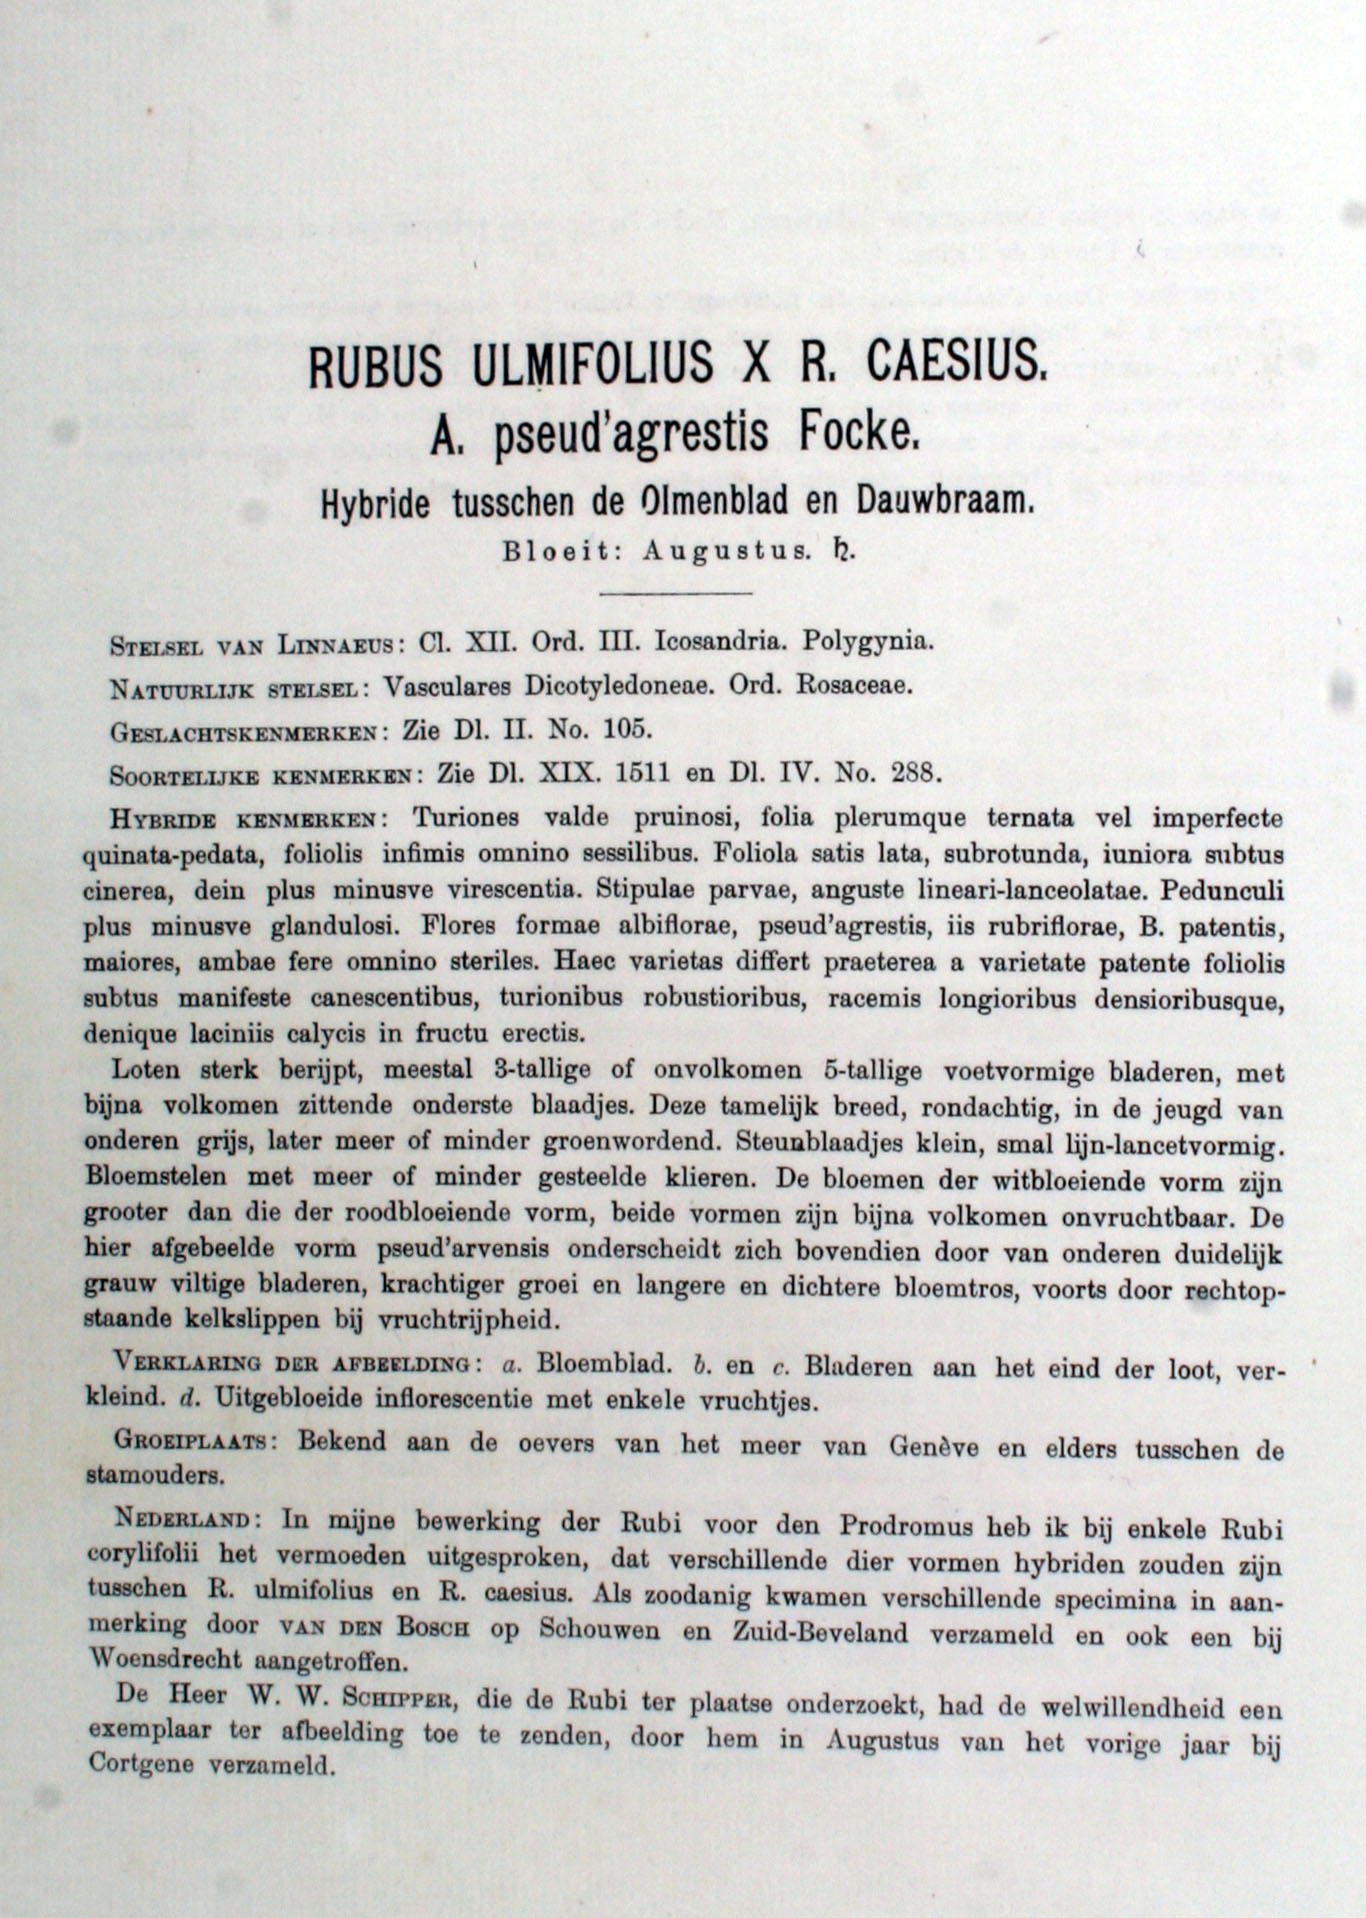 RUBUS ULMIFOLIUS X R. CAESIUS.
A. pseud'agrestis Focke.
Hybride tusschen de Olmenblad en Dauwbraam.
Bloeit: Augustus. ♄.
STELSEL VAN LINNAEUS: Cl. XII. Ord. III. Icosandria. Polygynia.
NATUURLIJK STELSEL: Vasculares Dicotyledoneae. Ord. Rosaceae.
GESLACHTSKENMERKEN: Zie Dl. II. No. 105.
SOORTELIJKE KENMERKEN: Zie Dl. XIX. 1511 en Dl. IV. No. 288.
HYBRIDE KENMERKEN: Turiones valde pruinosi, folia plerumque ternata vel imperfecte
quinata-pedata, foliolis infimis omnino sessilibus. Foliola satis lata, subrotunda, iuniora subtus
cinerea, dein plus minusve virescentia. Stipulae parvae, anguste lineari-lanceolatae. Pedunculi
plus minusve glandulosi. Flores formae albiflorae, pseud'agrestis, iis rubriflorae, B. patentis,
maiores, ambae fere omnino steriles. Haec varietas differt praeterea a varietate patente foliolis
subtus manifeste canescentibus, turionibus robustioribus, racemis longioribus densioribusque,
denique laciniis calycis in fructu erectis.
Loten sterk berijpt, meestal 3-tallige of onvolkomen 5-tallige voetvormige bladeren, met
bijna volkomen zittende onderste blaadjes. Deze tamelijk breed, rondachtig, in de jeugd van
onderen grijs, later meer of minder groenwordend. Steunblaadjes klein, smal lijn-lancetvormig.
Bloemstelen met meer of minder gesteelde klieren. De bloemen der witbloeiende vorm zijn
grooter dan die der roodbloeiende vorm, beide vormen zijn bijna volkomen onvruchtbaar. De
hier afgebeelde vorm pseud'arvensis onderscheidt zich bovendien door van onderen duidelijk
grauw viltige bladeren, krachtiger groei en langere en dichtere bloemtros, voorts door rechtop-
staande kelkslippen bij vruchtrijpheid.
VERKLARING DER AFBEELDING: a. Bloemblad. b. en c. Bladeren aan het eind der loot, ver-
kleind. d. Uitgebloeide inflorescentie met enkele vruchtjes.
GROEIPLAATS: Bekend aan de oevers van het meer van Genève en elders tusschen de
stamouders.
NEDERLAND: In mijne bewerking der Rubi voor den Prodromus heb ik bij enkele Rubi
corylifolii het vermoeden uitgesproken, dat verschillende dier vormen hybriden zouden zijn
tusschen R. ulmifolius en R. caesius. Als zoodanig kwamen verschillende specimina in aan-
merking door VAN DEN BOSCH op Schouwen en Zuid-Beveland verzameld en ook een bij
Woensdrecht aangetroffen.
De Heer W. W. SCHIPPER, die de Rubi ter plaatse onderzoekt, had de welwillendheid een
exemplaar ter afbeelding toe te zenden, door hem in Augustus van het vorige jaar bij
Cortgene verzameld.